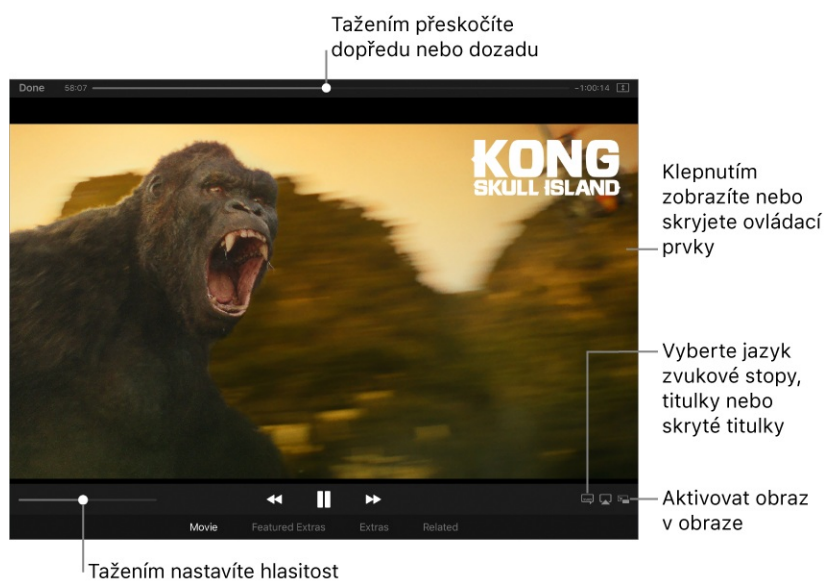 Tažením přeskočíte
dopředu nebo dozadu
Done 58:07 -1:00:14
KONG
SKULL ISLAND
Klepnutím
zobrazíte nebo
skryjete ovládací
prvky
Vyberte jazyk
zvukové stopy,
titulky nebo
skryté titulky
Aktivovat obraz
v obraze
Movie Featured Extras Extras Related
Tažením nastavíte hlasitost